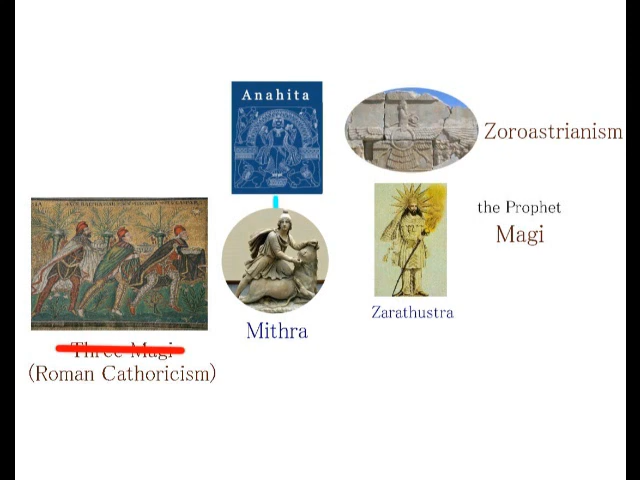 Anahita
Zoroastrianism
the Prophet
Magi
Zarathustra
Mithra
Three Magi
(Roman Cathoricism)